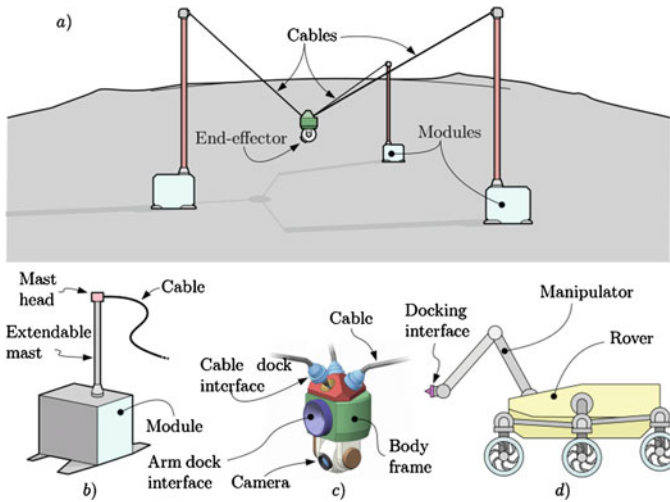 a)
Cables
End-effector
Modules
Mast
head
Cable
Extendable
mast
Module
b)
Cable
Cable dock
interface
Arm dock
interface
Camera
Body
frame
c)
Docking
interface
Manipulator
Rover
d)